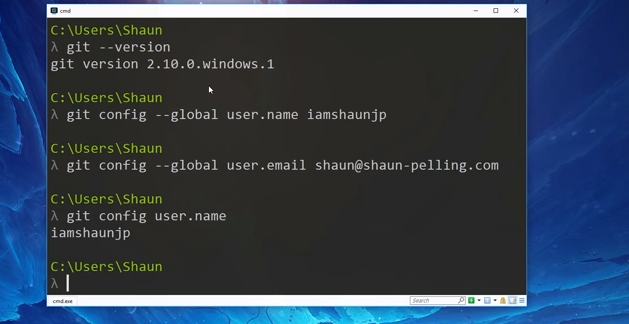 cmd
C:\Users\Shaun
λ git --version
git version 2.10.0.windows.1
C:\Users\Shaun
λ git config --global user.name iamshaunjp
C:\Users\Shaun
λ git config --global user.email shaun@shaun-pelling.com
C:\Users\Shaun
λ git config user.name
iamshaunjp
C:\Users\Shaun
λ
cmd.exe
Search